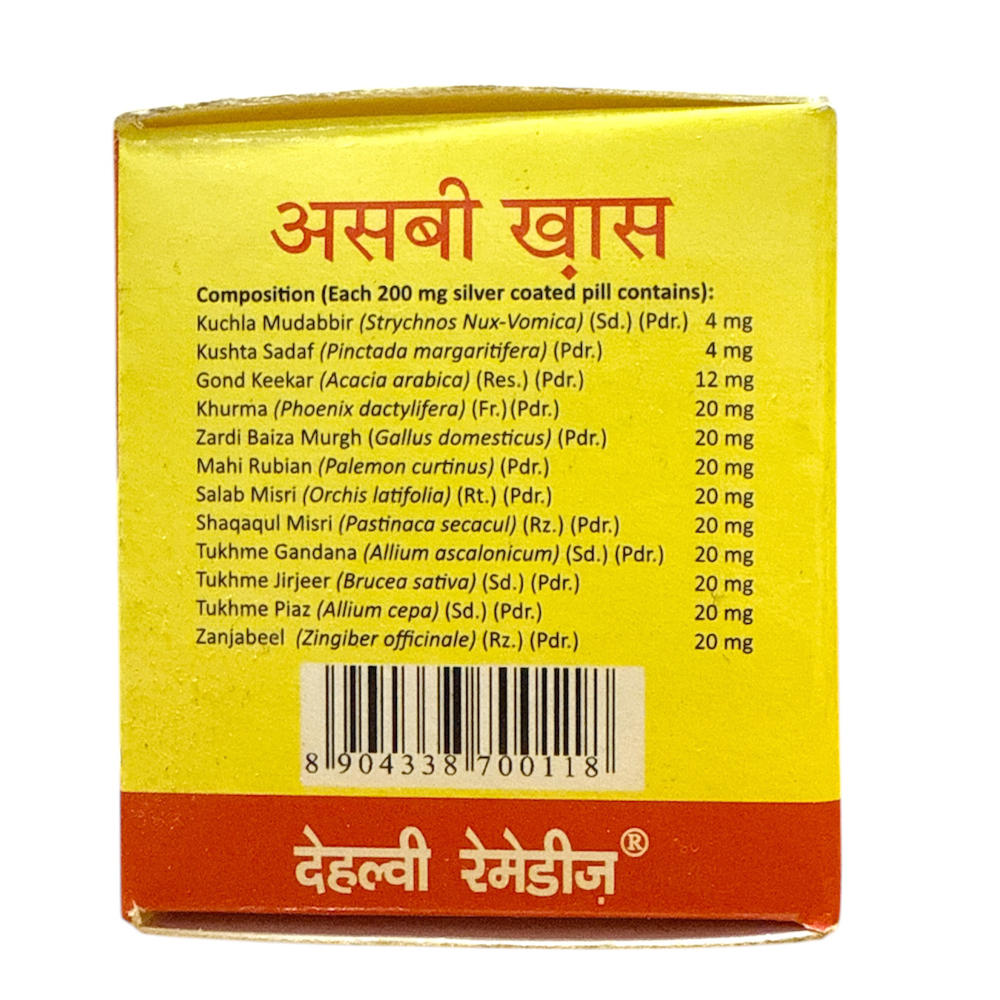 असबी ख़ास
Composition (Each 200 mg silver coated pill contains):
Kuchla Mudabbir (Strychnos Nux-Vomica) (Sd.) (Pdr.) 4 mg
Kushta Sadaf (Pinctada margaritifera) (Pdr.) 4 mg
Gond Keekar (Acacia arabica) (Res.) (Pdr.) 12 mg
Khurma (Phoenix dactylifera) (Fr.) (Pdr.) 20 mg
Zardi Baiza Murgh (Gallus domesticus) (Pdr.) 20 mg
Mahi Rubian (Palemon curtinus) (Pdr.) 20 mg
Salab Misri (Orchis latifolia) (Rt.) (Pdr.) 20 mg
Shaqaqul Misri (Pastinaca secacul) (Rz.) (Pdr.) 20 mg
Tukhme Gandana (Allium ascalonicum) (Sd.) (Pdr.) 20 mg
Tukhme Jirjeer (Brucea sativa) (Sd.) (Pdr.) 20 mg
Tukhme Piaz (Allium cepa) (Sd.) (Pdr.) 20 mg
Zanjabeel (Zingiber officinale) (Rz.) (Pdr.) 20 mg
8 904338 700118
देहल्वी रेमेडीज़®